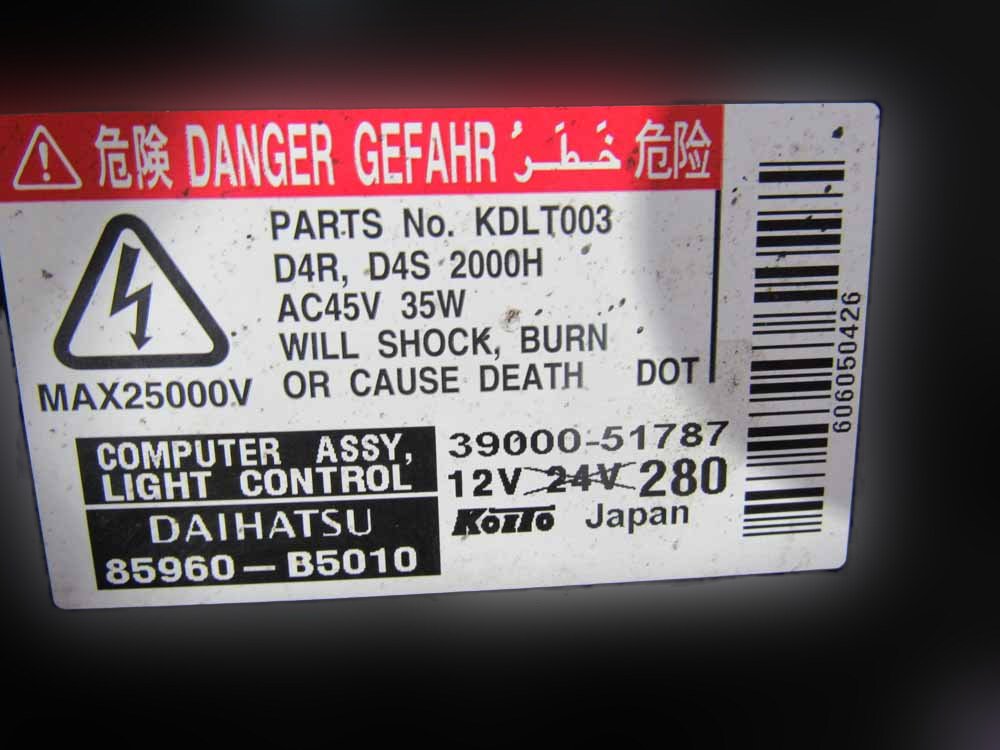 危険 DANGER GEFAHR خَطَرٌ 危险
PARTS No. KDLT003
D4R, D4S 2000H
AC45V 35W
WILL SHOCK, BURN
OR CAUSE DEATH DOT
MAX25000V
COMPUTER ASSY,
LIGHT CONTROL
DAIHATSU
85960-B5010
39000-51787
12V 24V 280
KOITO Japan
606050426